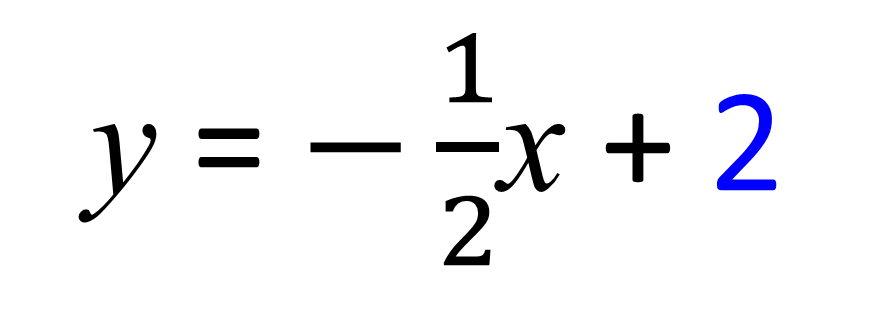 y = − 1/2 x + 2